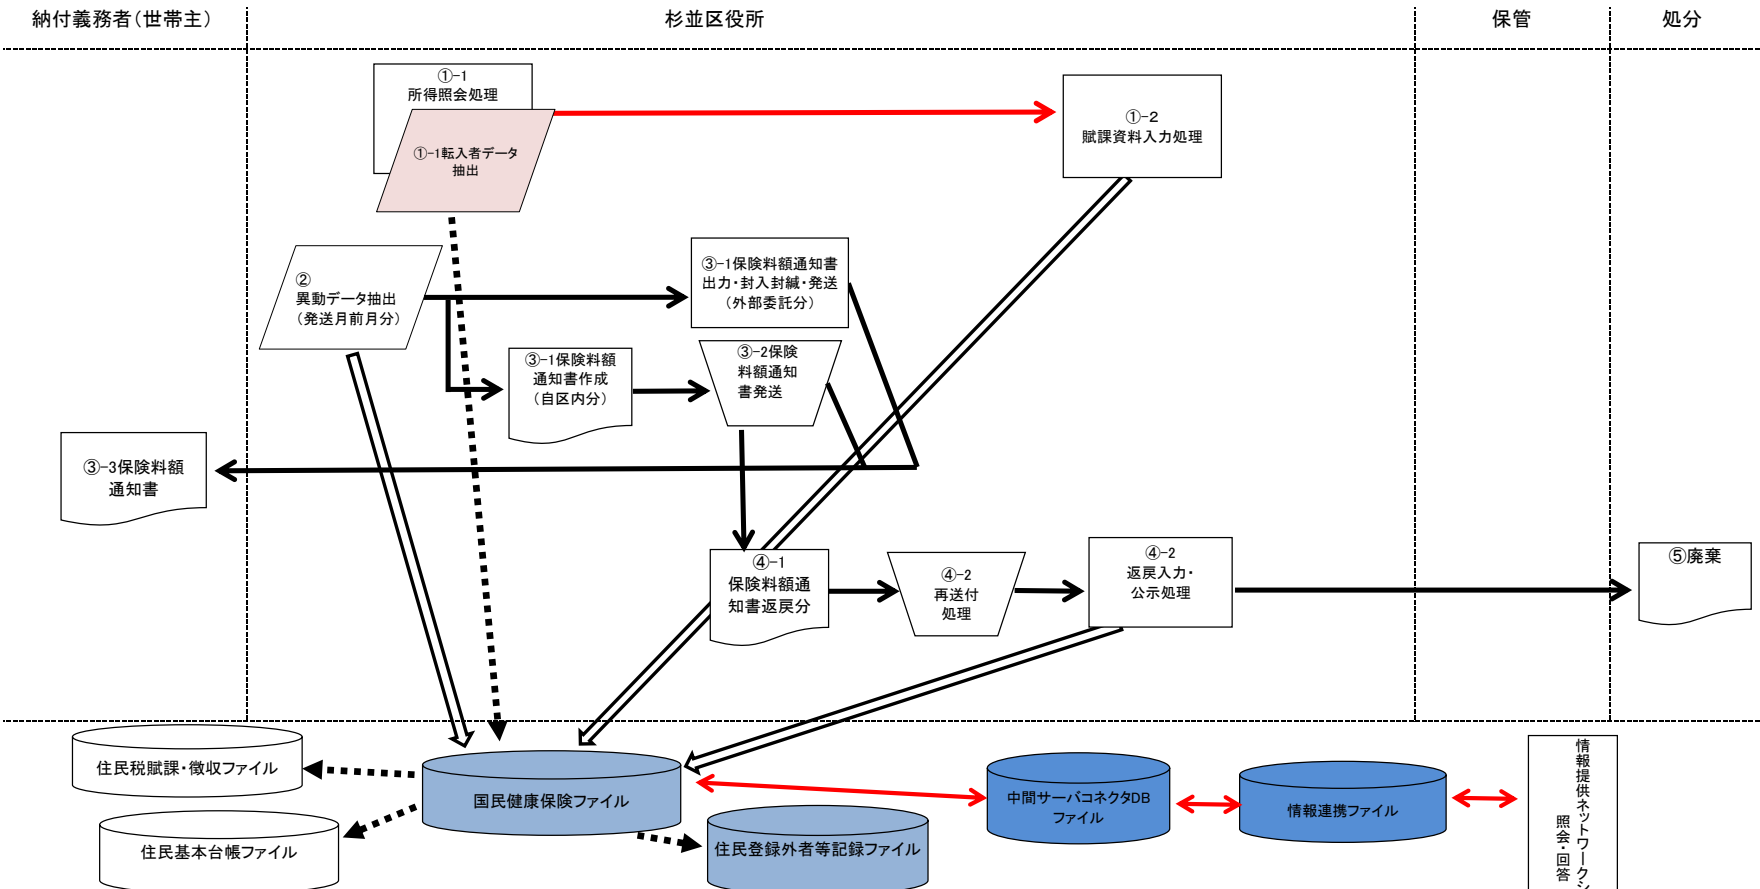 納付義務者(世帯主)
杉並区役所
保管
処分
①-1
所得照会処理
①-1転入者データ
抽出
①-2
賦課資料入力処理
②
異動データ抽出
(発送月前月分)
③-1保険料額通知書
出力・封入封緘・発送
(外部委託分)
③-1保険料額
通知書作成
(自区内分)
③-2保険
料額通知
書発送
③-3保険料額
通知書
④-1
保険料額通
知書返戻分
④-2
再送付
処理
④-2
返戻入力・
公示処理
⑤廃棄
住民税賦課・徴収ファイル
国民健康保険ファイル
中間サーバコネクタDB
ファイル
情報連携ファイル
情報提供ネットワークシ
照会・回答
住民基本台帳ファイル
住民登録外者等記録ファイル